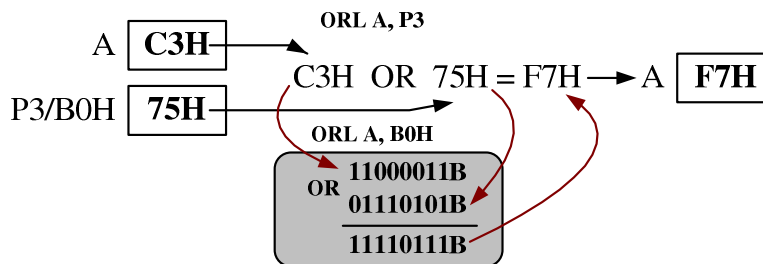 ORL A, P3
A C3H
C3H OR 75H = F7H A F7H
P3/B0H 75H
ORL A, B0H
11000011B
OR
01110101B
11110111B